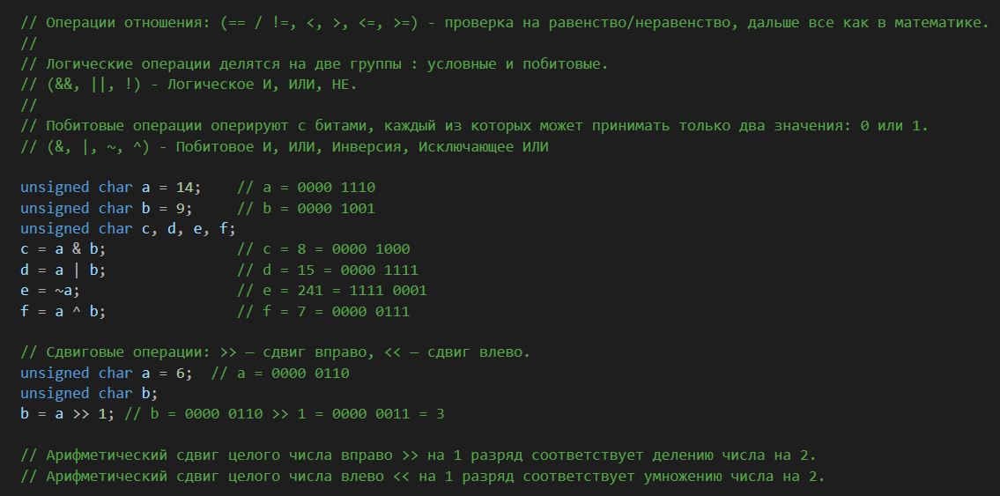 // Операции отношения: (== / !=, <, >, <=, >=) - проверка на равенство/неравенство, дальше все как в математике.
//
// Логические операции делятся на две группы : условные и побитовые.
// (&&, ||, !) - Логическое И, ИЛИ, НЕ.
//
// Побитовые операции оперируют с битами, каждый из которых может принимать только два значения: 0 или 1.
// (&, |, ~, ^) - Побитовое И, ИЛИ, Инверсия, Исключающее ИЛИ
unsigned char a = 14;    // a = 0000 1110
unsigned char b = 9;     // b = 0000 1001
unsigned char c, d, e, f;
c = a & b;               // c = 8 = 0000 1000
d = a | b;               // d = 15 = 0000 1111
e = ~a;                  // e = 241 = 1111 0001
f = a ^ b;               // f = 7 = 0000 0111
// Сдвиговые операции: >> — сдвиг вправо, << — сдвиг влево.
unsigned char a = 6;  // a = 0000 0110
unsigned char b;
b = a >> 1; // b = 0000 0110 >> 1 = 0000 0011 = 3
// Арифметический сдвиг целого числа вправо >> на 1 разряд соответствует делению числа на 2.
// Арифметический сдвиг целого числа влево << на 1 разряд соответствует умножению числа на 2.